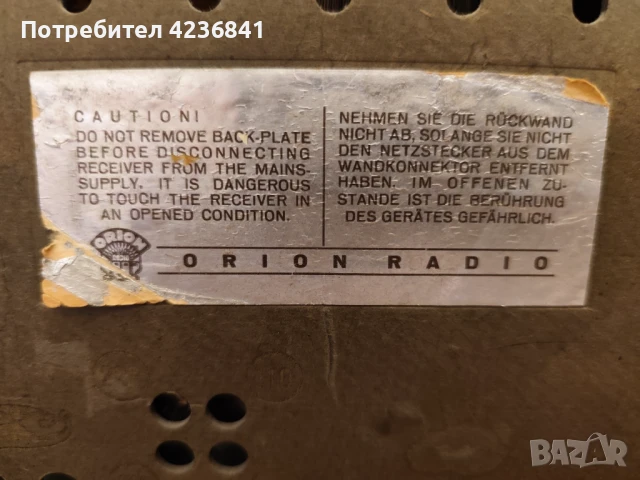 Потребител 4236841
CAUTION!
DO NOT REMOVE BACK-PLATE
BEFORE DISCONNECTING
RECEIVER FROM THE MAINS-
SUPPLY. IT IS DANGEROUS
TO TOUCH THE RECEIVER IN
AN OPENED CONDITION.
NEHMEN SIE DIE RÜCKWAND
NICHT AB, SOLANGE SIE NICHT
DEN NETZSTECKER AUS DEM
WANDKONNEKTOR ENTFERNT
HABEN. IM OFFENEN ZU-
STANDE IST DIE BERÜHRUNG
DES GERÄTES GEFÄHRLICH.
ORION
ORION RADIO
BAZAR